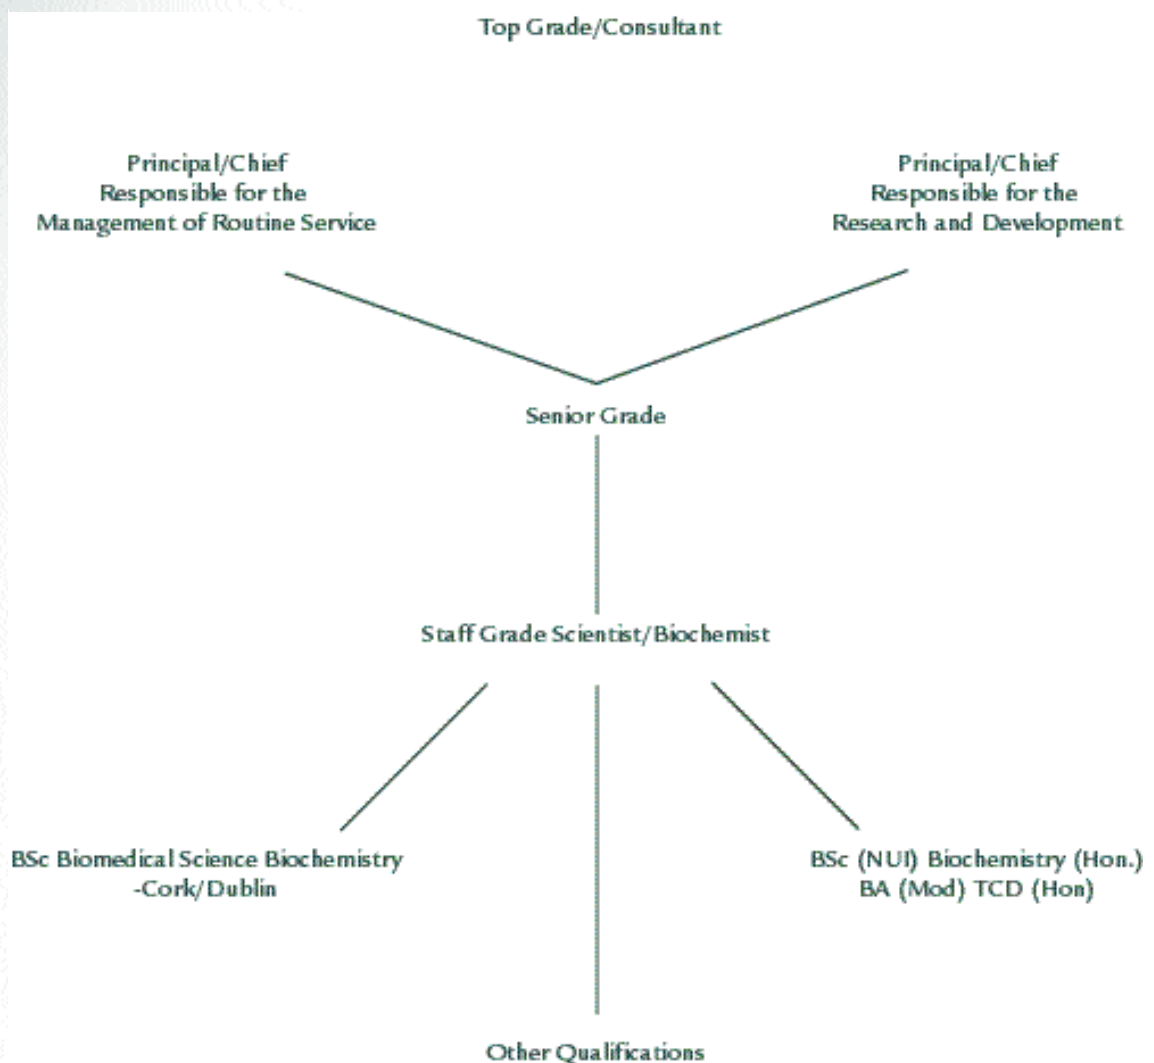 Top Grade/Consultant
Principal/Chief
Responsible for the
Management of Routine Service
Principal/Chief
Responsible for the
Research and Development
Senior Grade
Staff Grade Scientist/Biochemist
BSc Biomedical Science Biochemistry
-Cork/Dublin
BSc (NUI) Biochemistry (Hon.)
BA (Mod) TCD (Hon)
Other Qualifications